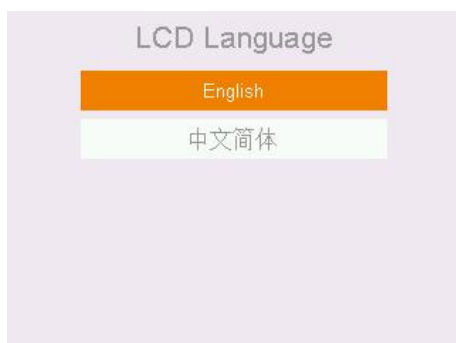 LCD Language
English
中文简体